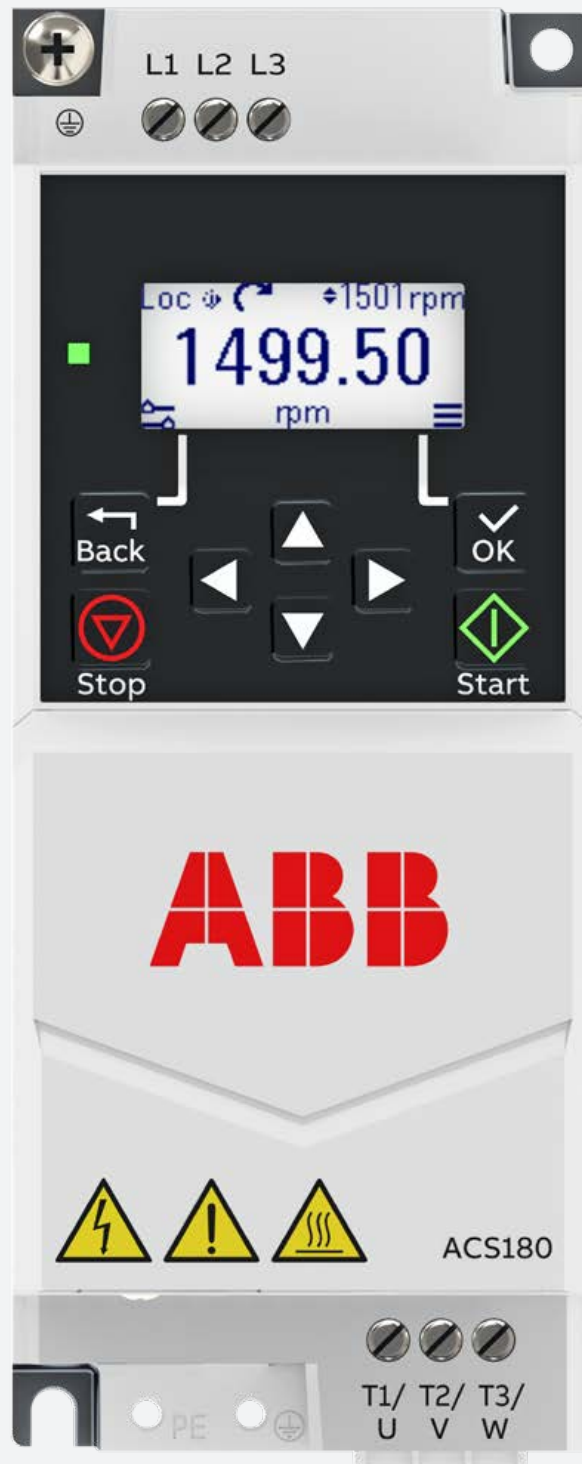 L1 L2 L3
Loc 1501rpm
1499.50
rpm
Back
OK
Stop
Start
ABB
ACS180
T1/ T2/ T3/
U V W
PE